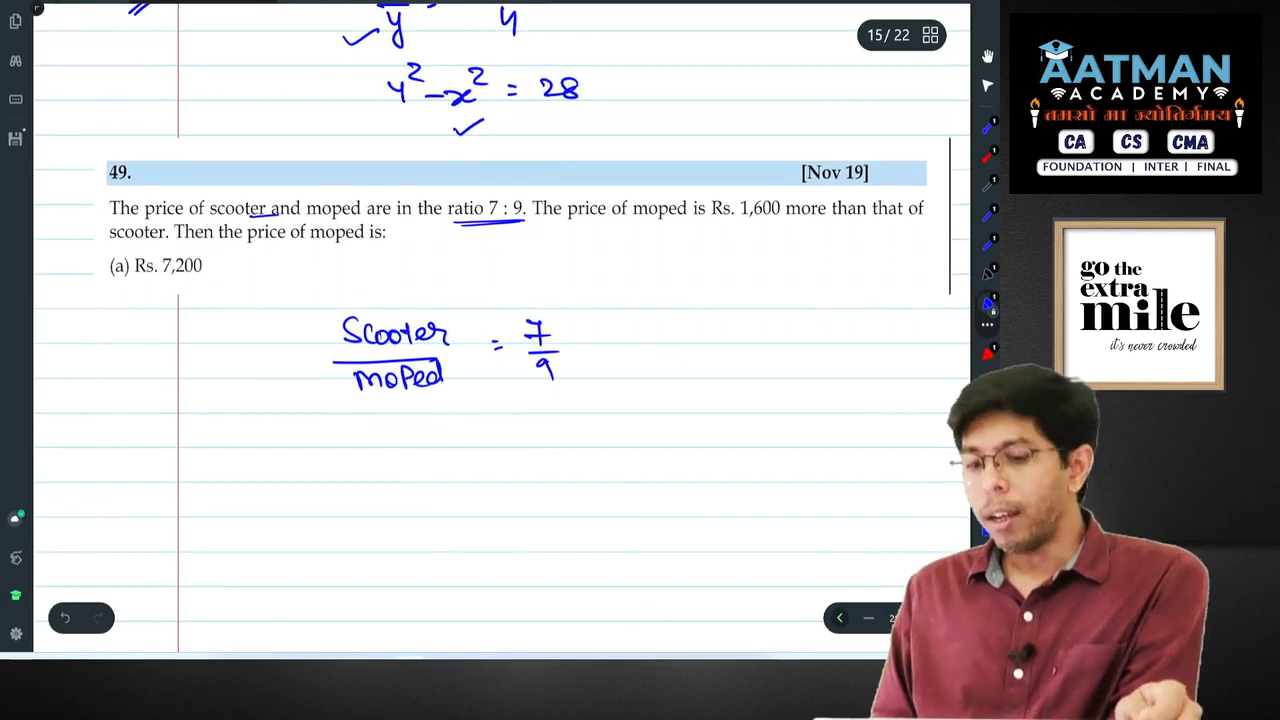 y
4
y² - x² = 28
15 / 22
49. [Nov 19]
The price of scooter and moped are in the ratio 7 : 9. The price of moped is Rs. 1,600 more than that of
scooter. Then the price of moped is:
(a) Rs. 7,200
Scooter = 7
moped 9
AATMAN
ACADEMY
तमसो मा ज्योतिर्गमय
CA CS CMA
FOUNDATION | INTER | FINAL
go the
extra
mile
it's never crowded